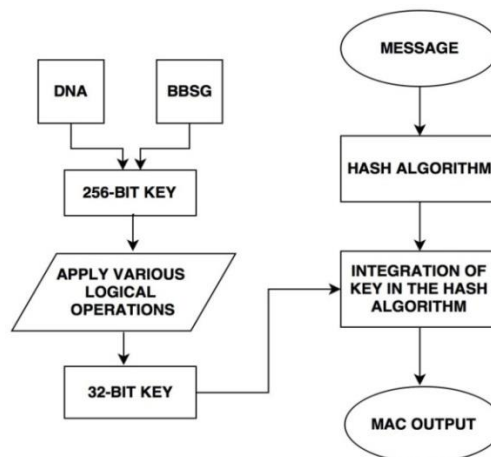 DNA
BBSG
256-BIT KEY
APPLY VARIOUS
LOGICAL
OPERATIONS
32-BIT KEY
MESSAGE
HASH ALGORITHM
INTEGRATION OF
KEY IN THE HASH
ALGORITHM
MAC OUTPUT